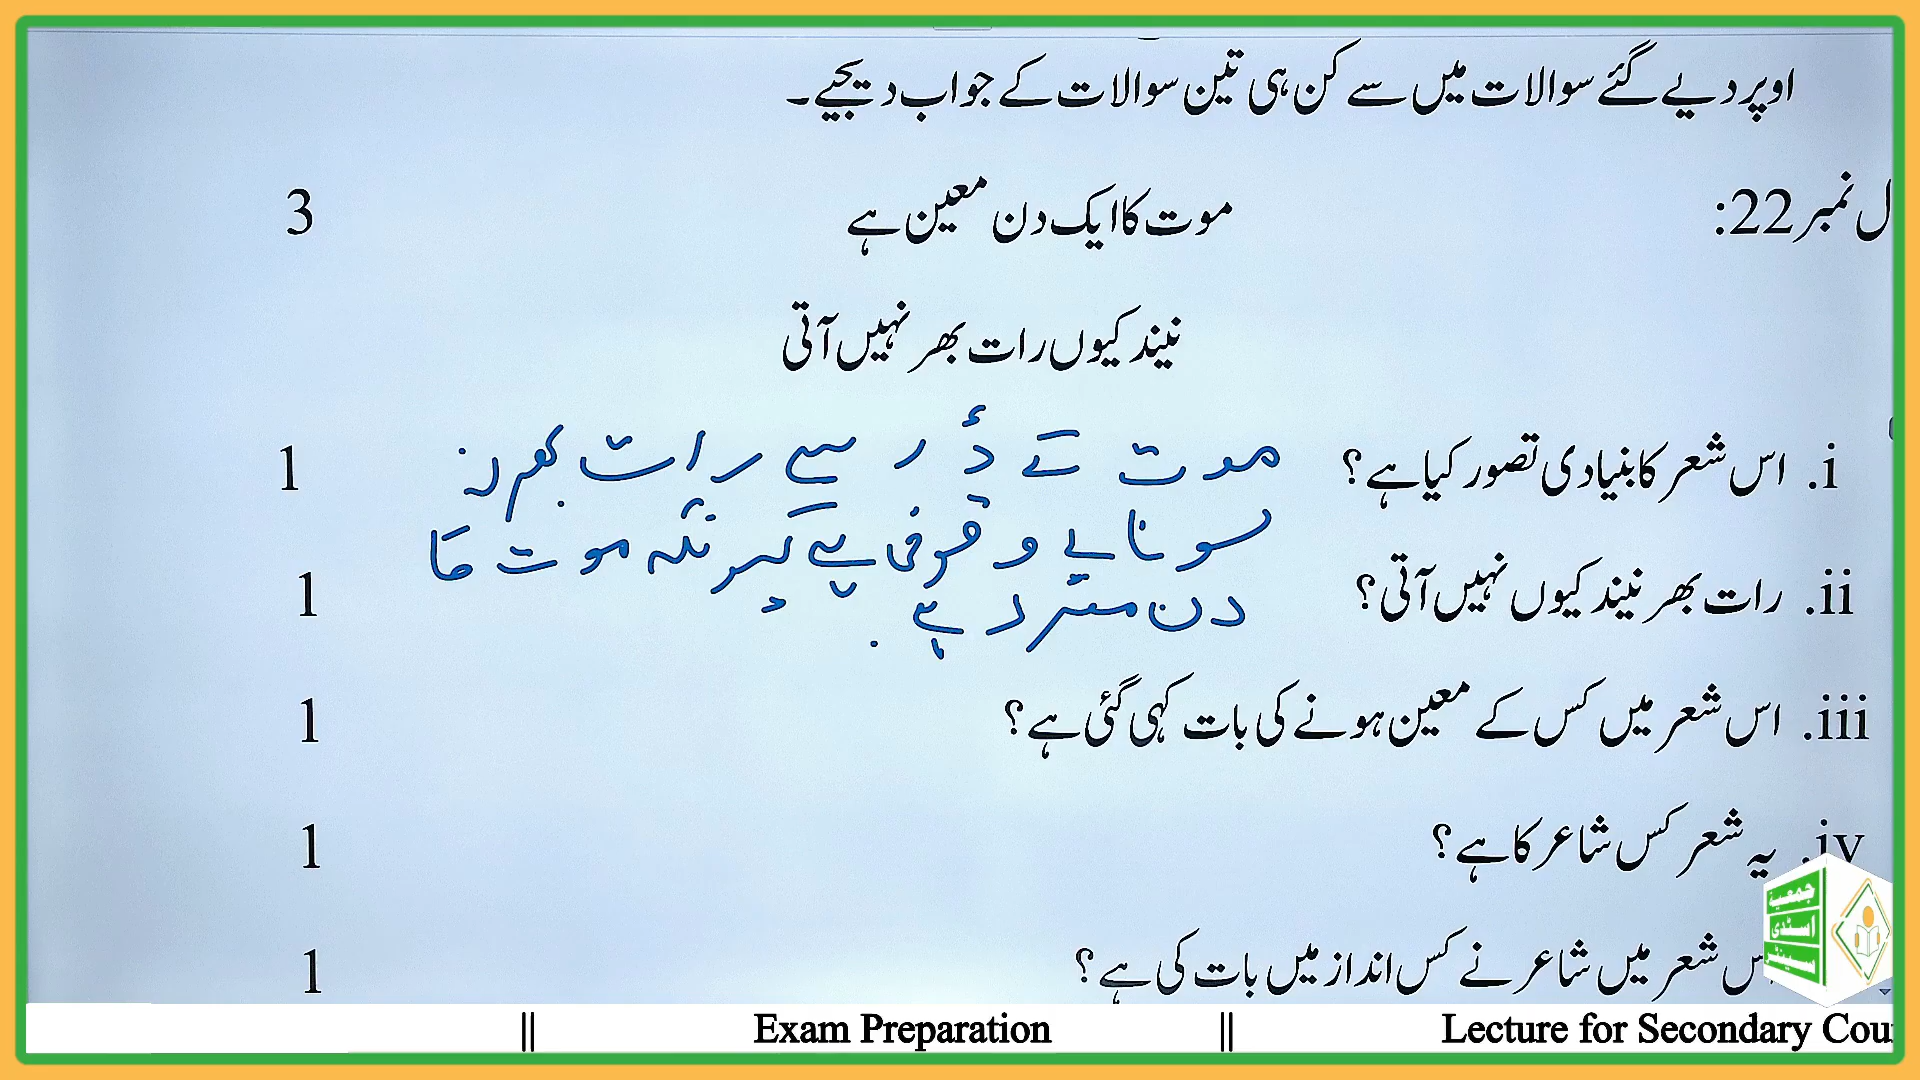 اوپر دیے گئے سوالات میں سے کن ہی تین سوالات کے جواب دیجیے۔
ل نمبر 22: موت کا ایک دن معین ہے 3
نیند کیوں رات بھر نہیں آتی
i. اس شعر کا بنیادی تصور کیا ہے؟ 1
موت کے ڈر سے رات بھر نہ
سونا بے وقوفی ہے کیونکہ موت کا
دن مقرر ہے۔
ii. رات بھر نیند کیوں نہیں آتی؟ 1
iii. اس شعر میں کس کے معین ہونے کی بات کہی گئی ہے؟ 1
iv. یہ شعر کس شاعر کا ہے؟ 1
س شعر میں شاعر نے کس انداز میں بات کی ہے؟ 1
جمعیۃ
اسٹڈی
سینٹر
|| Exam Preparation || Lecture for Secondary Cou